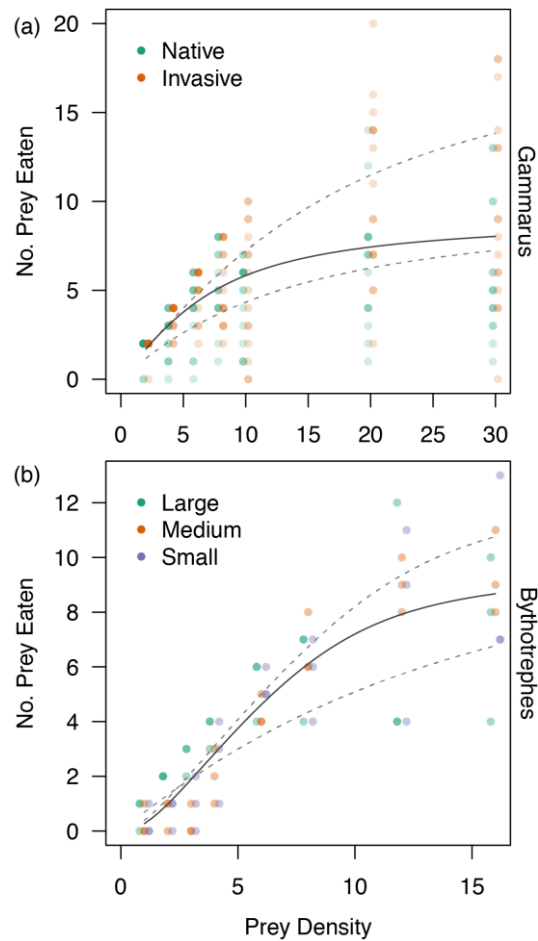 (a)
Native
Invasive
No. Prey Eaten
0
5
10
15
20
0 5 10 15 20 25 30
Gammarus
(b)
Large
Medium
Small
No. Prey Eaten
0
2
4
6
8
10
12
0 5 10 15
Bythotrephes
Prey Density